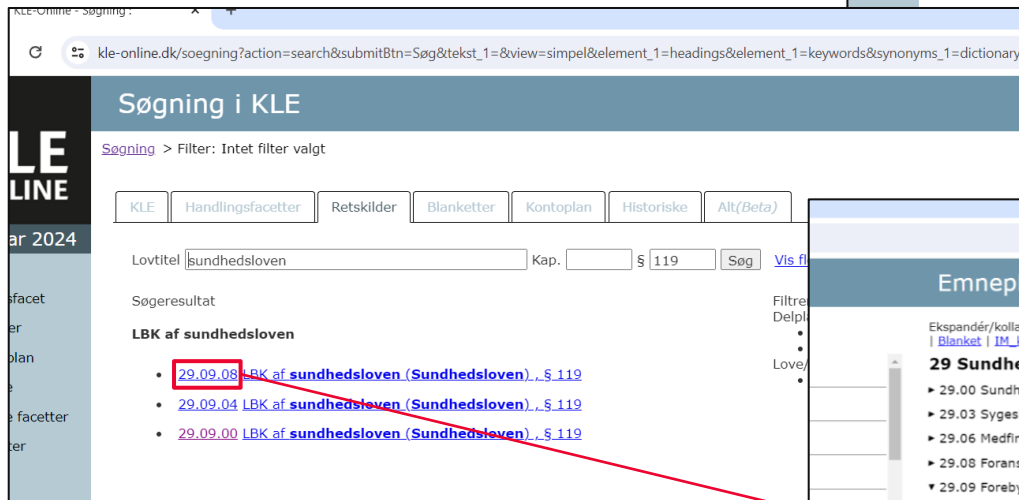 KLE-Online - Søgning :
kle-online.dk/soegning?action=search&submitBtn=Søg&tekst_1=&view=simpel&element_1=headings&element_1=keywords&synonyms_1=dictionary
Søgning i KLE
LE
LINE
ar 2024
Søgning > Filter: Intet filter valgt
KLE Handlingsfacetter Retskilder Blanketter Kontoplan Historiske Alt(Beta)
Lovtitel sundhedsloven Kap. § 119 Søg Vis fl
Søgeresultat
Filtre
Delpl
LBK af sundhedsloven
Love/
• 29.09.08 LBK af sundhedsloven (Sundhedsloven) , § 119
• 29.09.04 LBK af sundhedsloven (Sundhedsloven) , § 119
• 29.09.00 LBK af sundhedsloven (Sundhedsloven) , § 119
sfacet
er
plan
e
e facetter
ter
Emnep
Ekspandér/kolla
| Blanket | IM_
29 Sundhe
29.00 Sundh
29.03 Syges
29.06 Medfin
29.08 Forans
29.09 Foreby